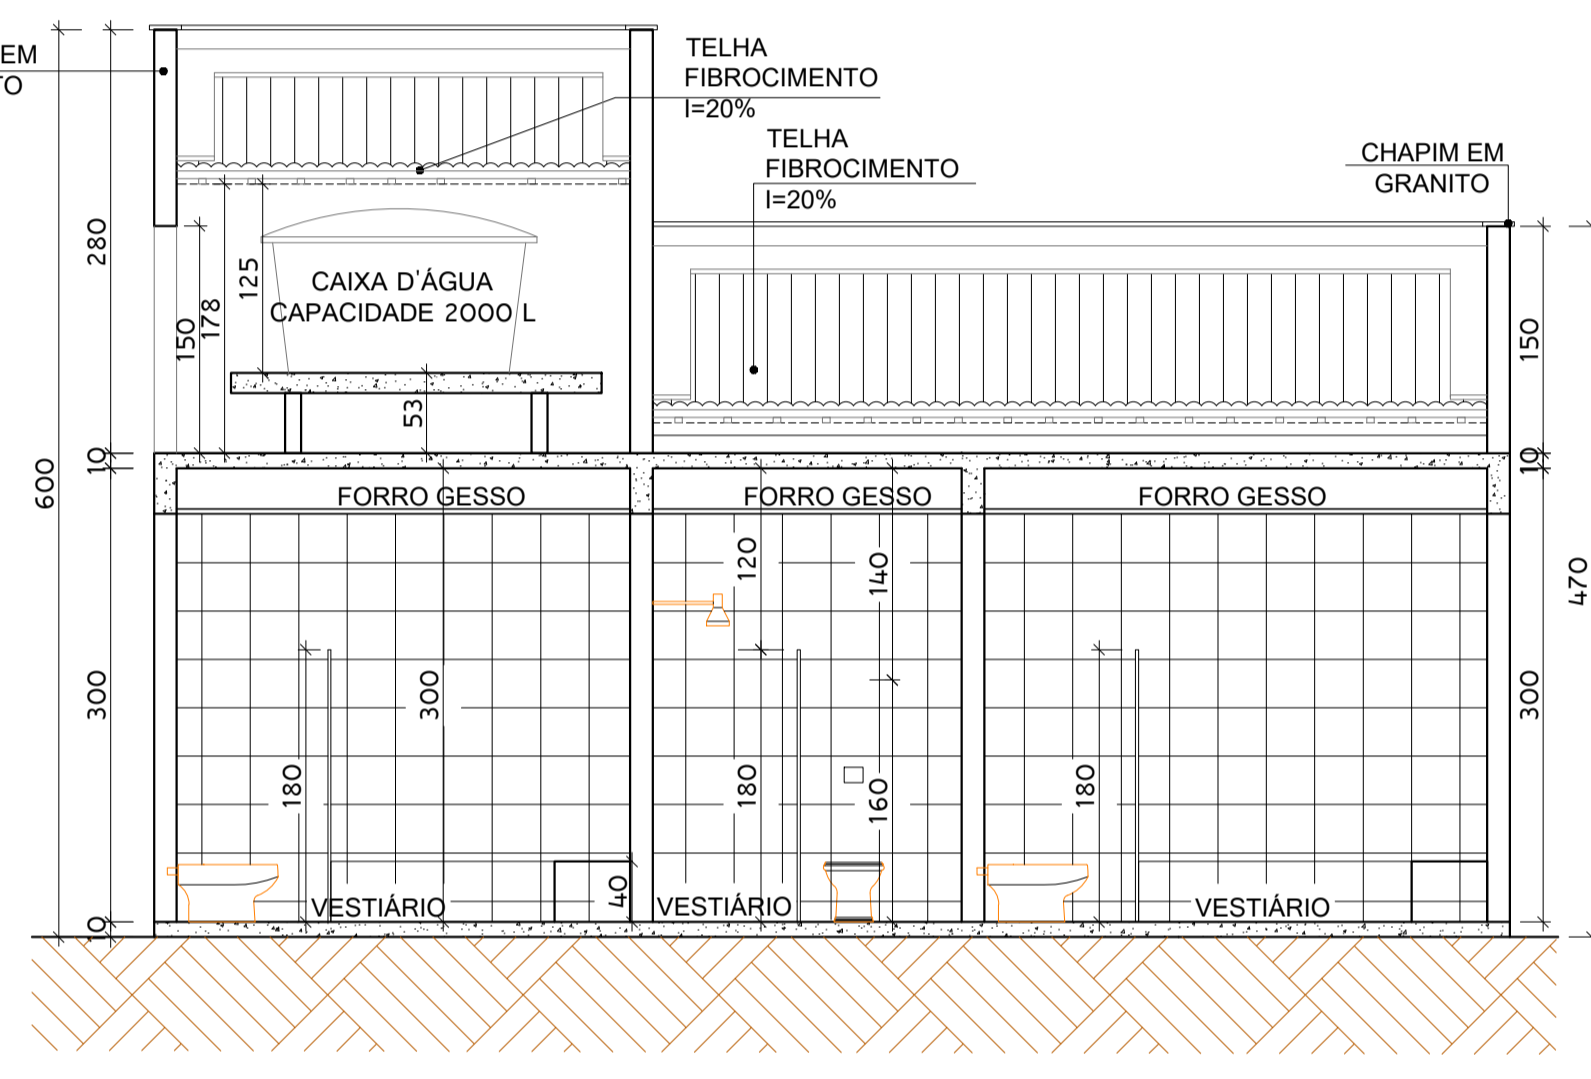 EM
TO
TELHA
FIBROCIMENTO
I=20%
TELHA
FIBROCIMENTO
I=20%
CHAPIM EM
GRANITO
280
150
178
125
CAIXA D'ÁGUA
CAPACIDADE 2000 L
53
150
10
600
10
470
FORRO GESSO
FORRO GESSO
FORRO GESSO
120
140
300
300
300
180
180
160
180
40
10
VESTIÁRIO
VESTIÁRIO
VESTIÁRIO